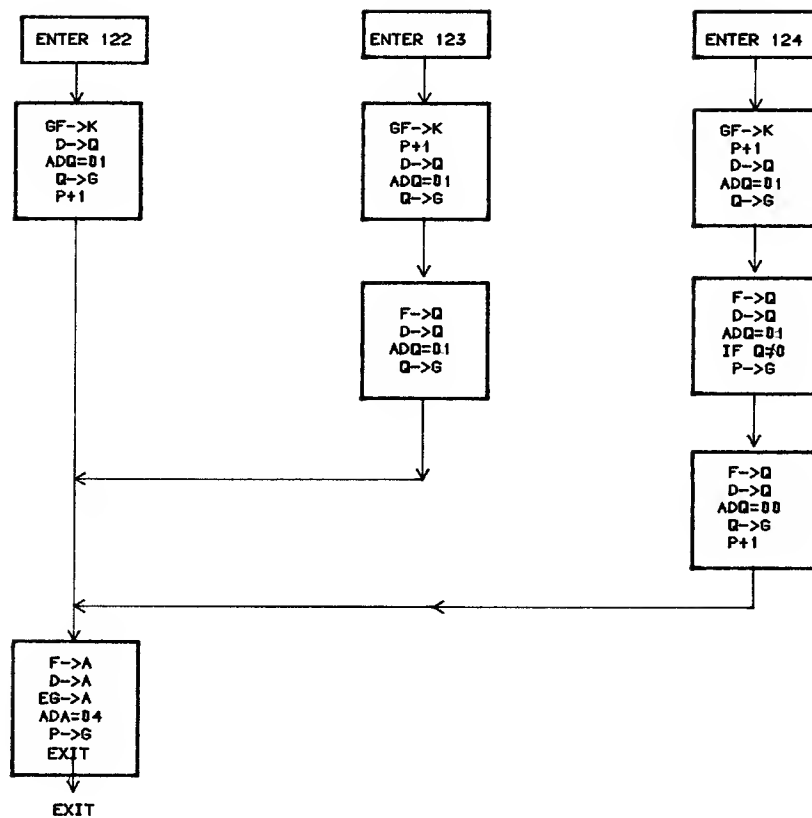 ENTER 122
GF->K
D->Q
ADQ=01
Q->G
P+1
ENTER 123
GF->K
P+1
D->Q
ADQ=01
Q->G
F->Q
D->Q
ADQ=01
Q->G
ENTER 124
GF->K
P+1
D->Q
ADQ=01
Q->G
F->Q
D->Q
ADQ=01
IF Q≠0
P->G
F->Q
D->Q
ADQ=00
Q->G
P+1
F->A
D->A
EG->A
ADA=04
P->G
EXIT
EXIT